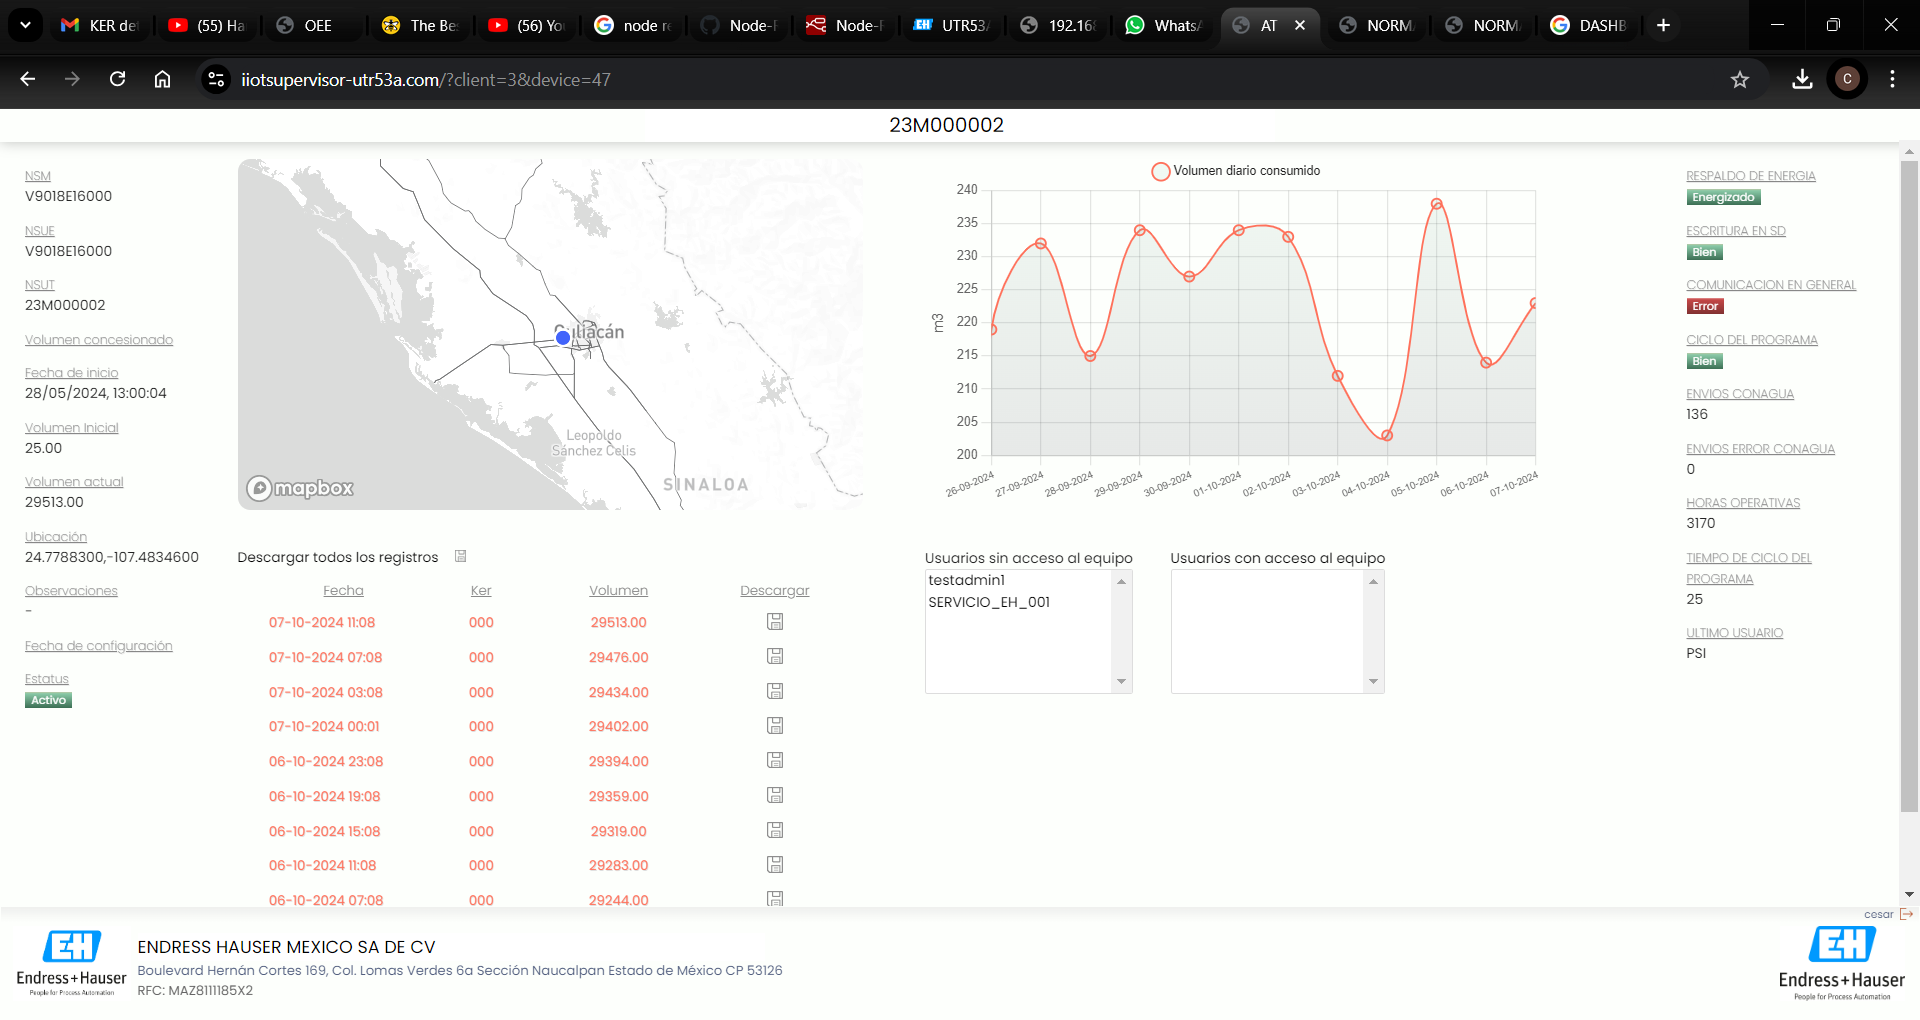 KER de
(55) Ha
OEE
The Be
(56) Yo
node re
Node-R
Node-R
UTR53A
192.168
WhatsA
AT
NORMA
NORMA
DASHB
iiotsupervisor-utr53a.com/?client=3&device=47
C
23M000002
NSM
V9018E16000
NSUE
V9018E16000
NSUT
23M000002
Volumen concesionado
Fecha de inicio
28/05/2024, 13:00:04
Volumen Inicial
25.00
Volumen actual
29513.00
Ubicación
24.7788300,-107.4834600
Observaciones
-
Fecha de configuración
Estatus
Activo
Culiacán
Leopoldo
Sánchez Celis
SINALOA
mapbox
Volumen diario consumido
m3
240
235
230
225
220
215
210
205
200
26-09-2024 27-09-2024 28-09-2024 29-09-2024 30-09-2024 01-10-2024 02-10-2024 03-10-2024 04-10-2024 05-10-2024 06-10-2024 07-10-2024
RESPALDO DE ENERGIA
Energizado
ESCRITURA EN SD
Bien
COMUNICACION EN GENERAL
Error
CICLO DEL PROGRAMA
Bien
ENVIOS CONAGUA
136
ENVIOS ERROR CONAGUA
0
HORAS OPERATIVAS
3170
TIEMPO DE CICLO DEL
PROGRAMA
25
ULTIMO USUARIO
PSI
Descargar todos los registros
Fecha Ker Volumen Descargar
07-10-2024 11:08 000 29513.00
07-10-2024 07:08 000 29476.00
07-10-2024 03:08 000 29434.00
07-10-2024 00:01 000 29402.00
06-10-2024 23:08 000 29394.00
06-10-2024 19:08 000 29359.00
06-10-2024 15:08 000 29319.00
06-10-2024 11:08 000 29283.00
06-10-2024 07:08 000 29244.00
Usuarios sin acceso al equipo
testadmin1
SERVICIO_EH_001
Usuarios con acceso al equipo
cesar
EH
Endress+Hauser
People for Process Automation
ENDRESS HAUSER MEXICO SA DE CV
Boulevard Hernán Cortes 169, Col. Lomas Verdes 6a Sección Naucalpan Estado de México CP 53126
RFC: MAZ8111185X2
EH
Endress+Hauser
People for Process Automation